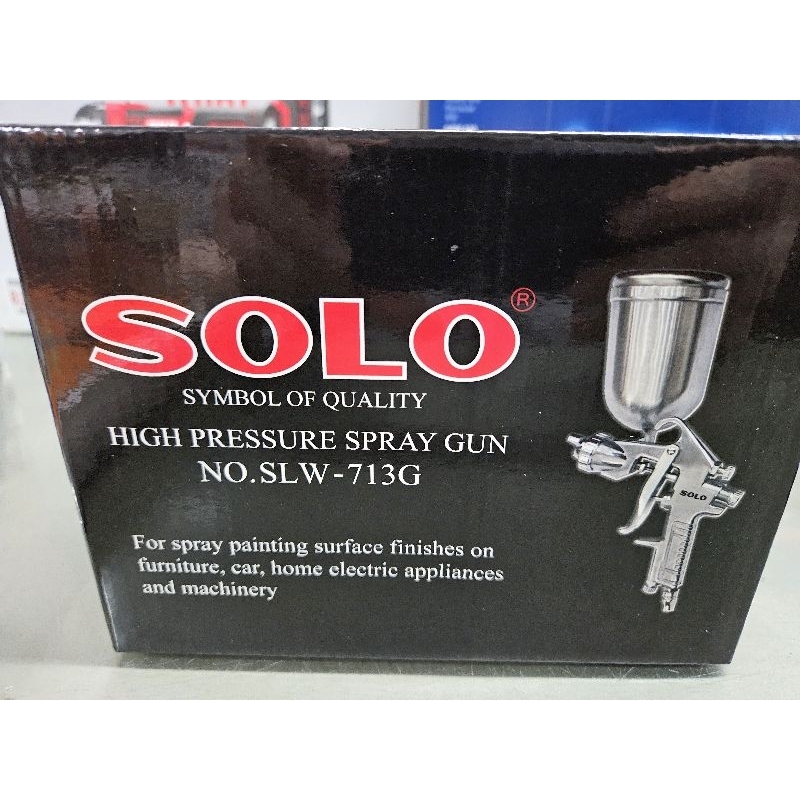 SOLO®
SYMBOL OF QUALITY
HIGH PRESSURE SPRAY GUN
NO.SLW-713G
For spray painting surface finishes on
furniture, car, home electric appliances
and machinery
SOLO